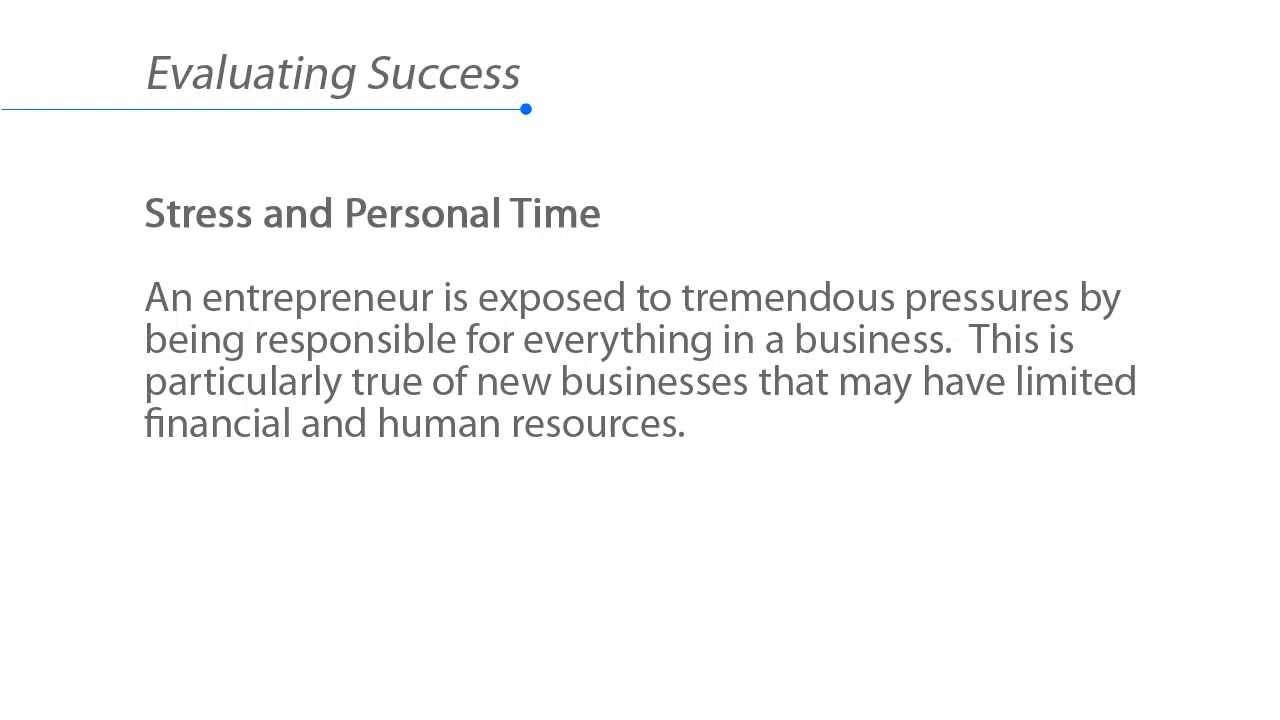 Evaluating Success
Stress and Personal Time
An entrepreneur is exposed to tremendous pressures by
being responsible for everything in a business.  This is
particularly true of new businesses that may have limited
financial and human resources.